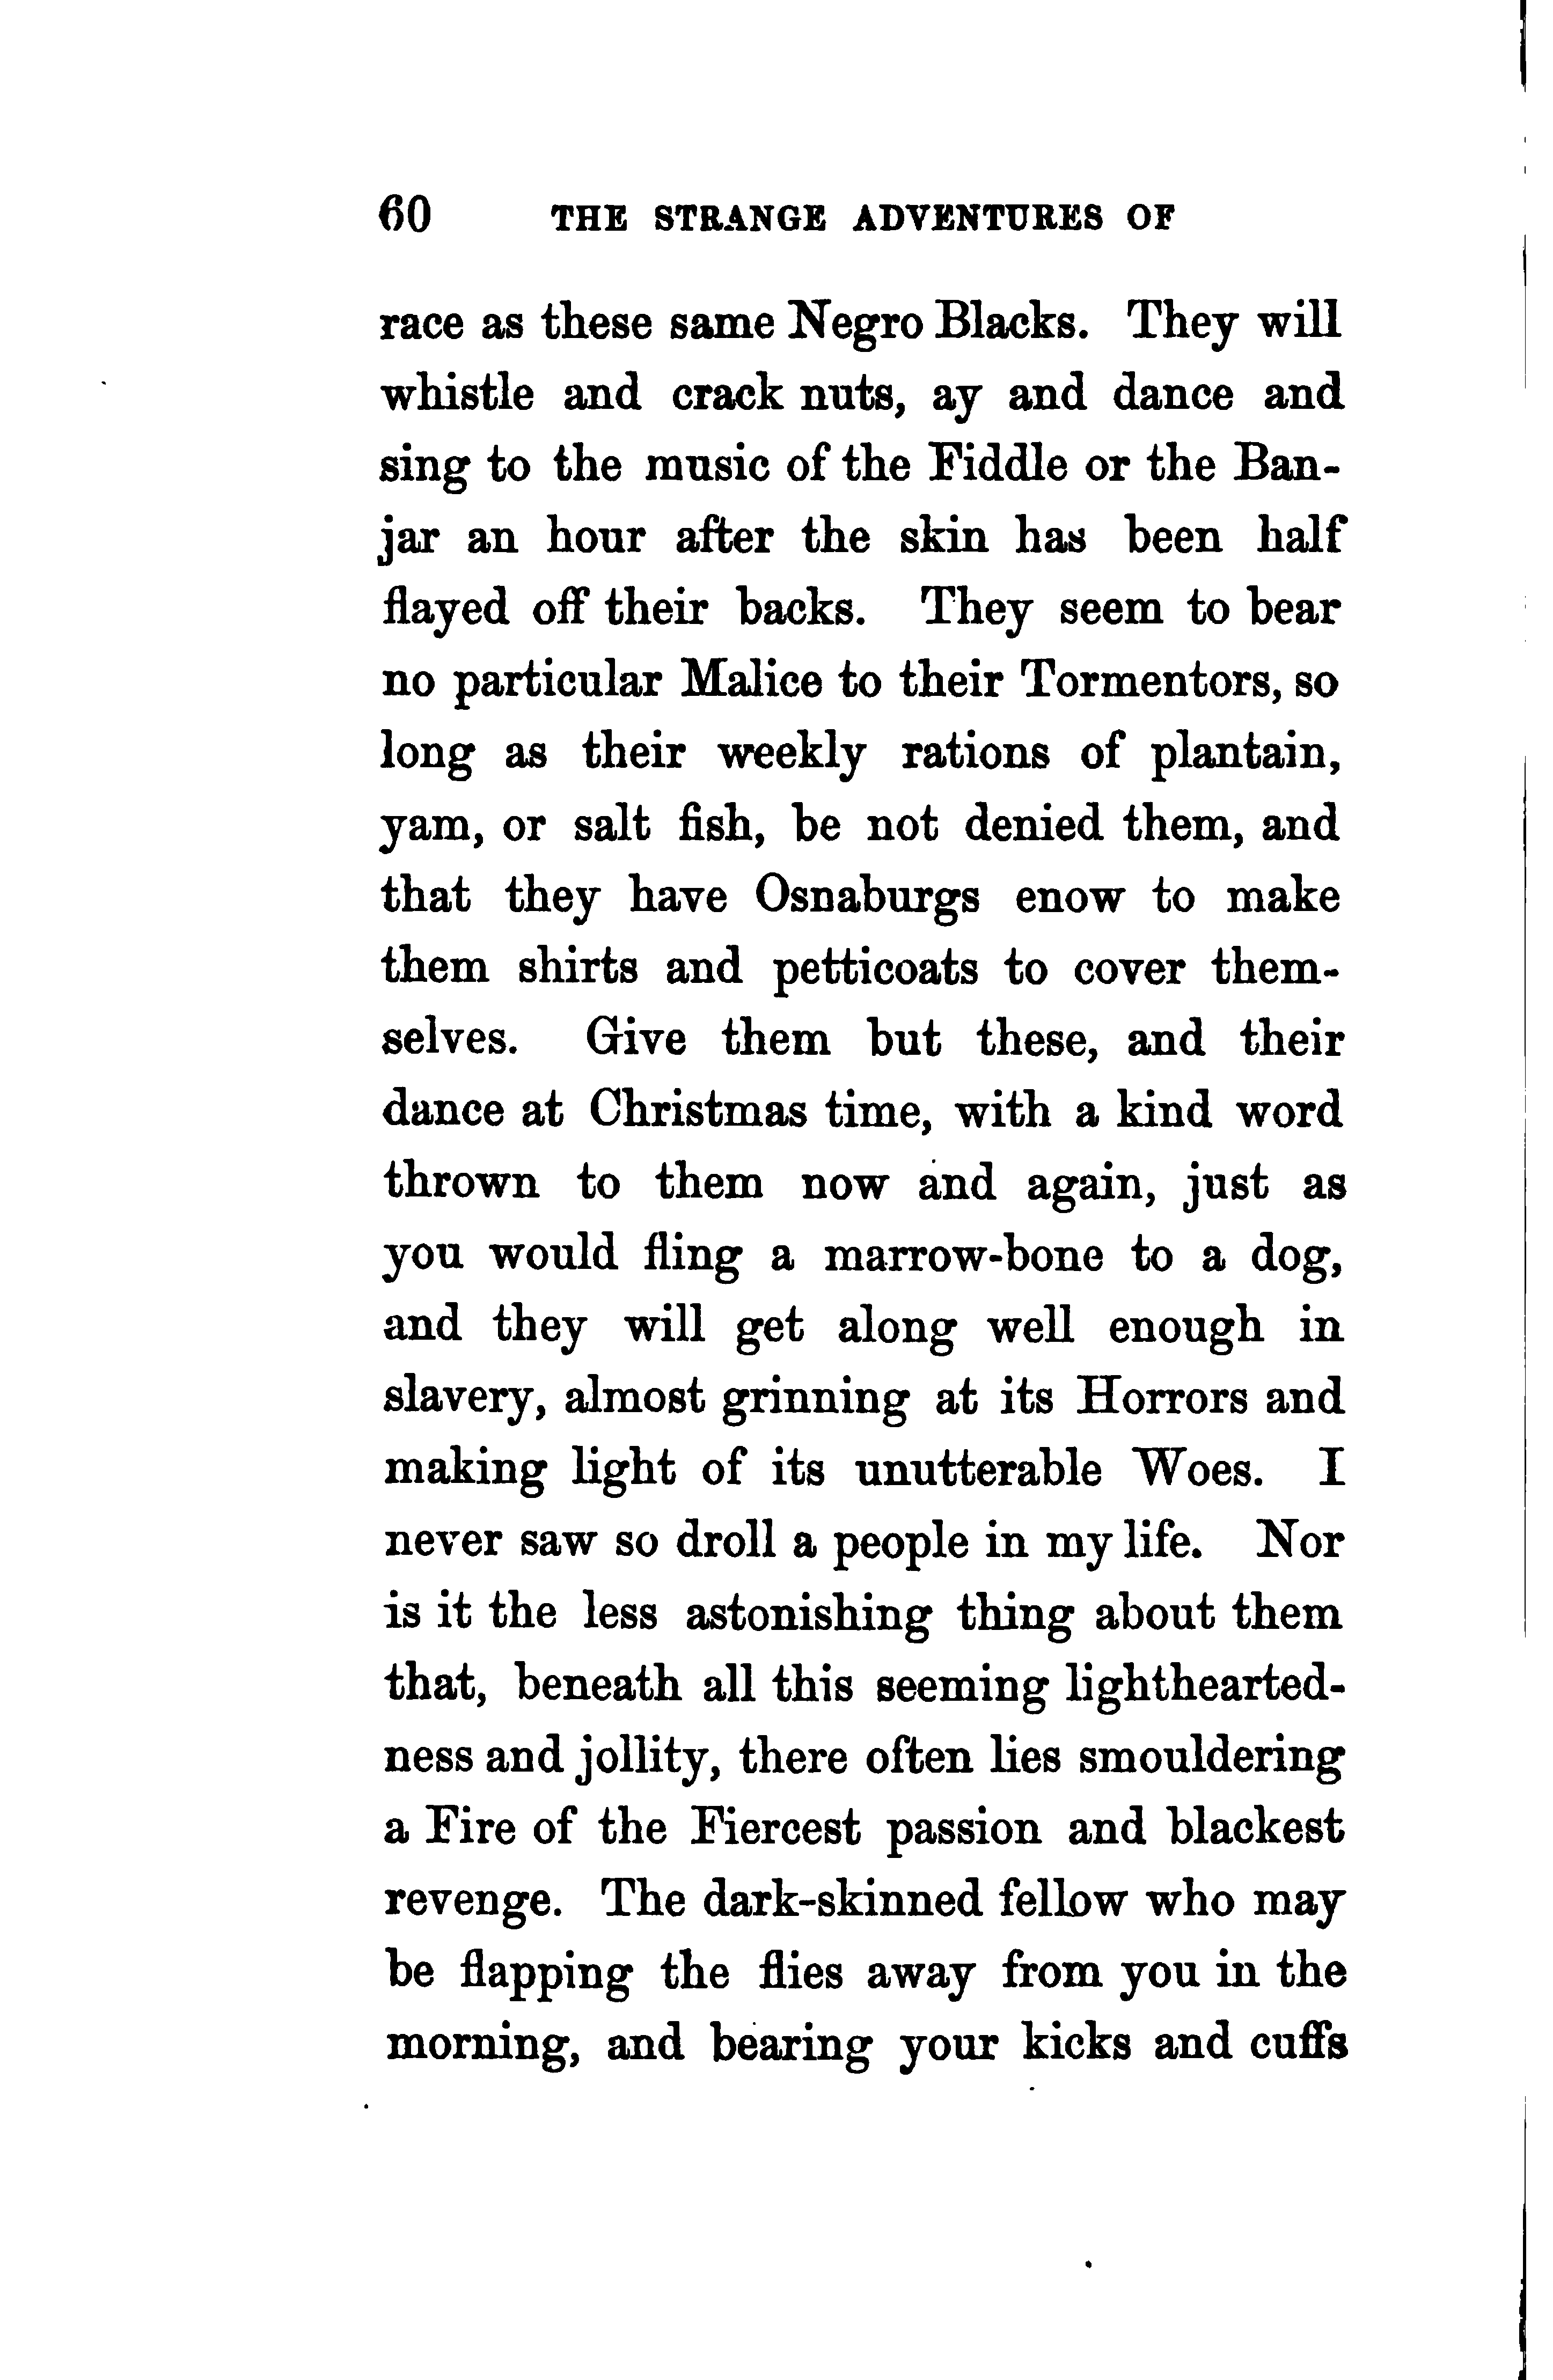 60 THE STRANGE ADVENTURES OF
race as these same Negro Blacks. They will
whistle and crack nuts, ay and dance and
sing to the music of the Fiddle or the Ban-
jar an hour after the skin has been half
flayed off their backs. They seem to bear
no particular Malice to their Tormentors, so
long as their weekly rations of plantain,
yam, or salt fish, be not denied them, and
that they have Osnaburgs enow to make
them shirts and petticoats to cover them-
selves. Give them but these, and their
dance at Christmas time, with a kind word
thrown to them now and again, just as
you would fling a marrow-bone to a dog,
and they will get along well enough in
slavery, almost grinning at its Horrors and
making light of its unutterable Woes. I
never saw so droll a people in my life. Nor
is it the less astonishing thing about them
that, beneath all this seeming lighthearted-
ness and jollity, there often lies smouldering
a Fire of the Fiercest passion and blackest
revenge. The dark-skinned fellow who may
be flapping the flies away from you in the
morning, and bearing your kicks and cuffs